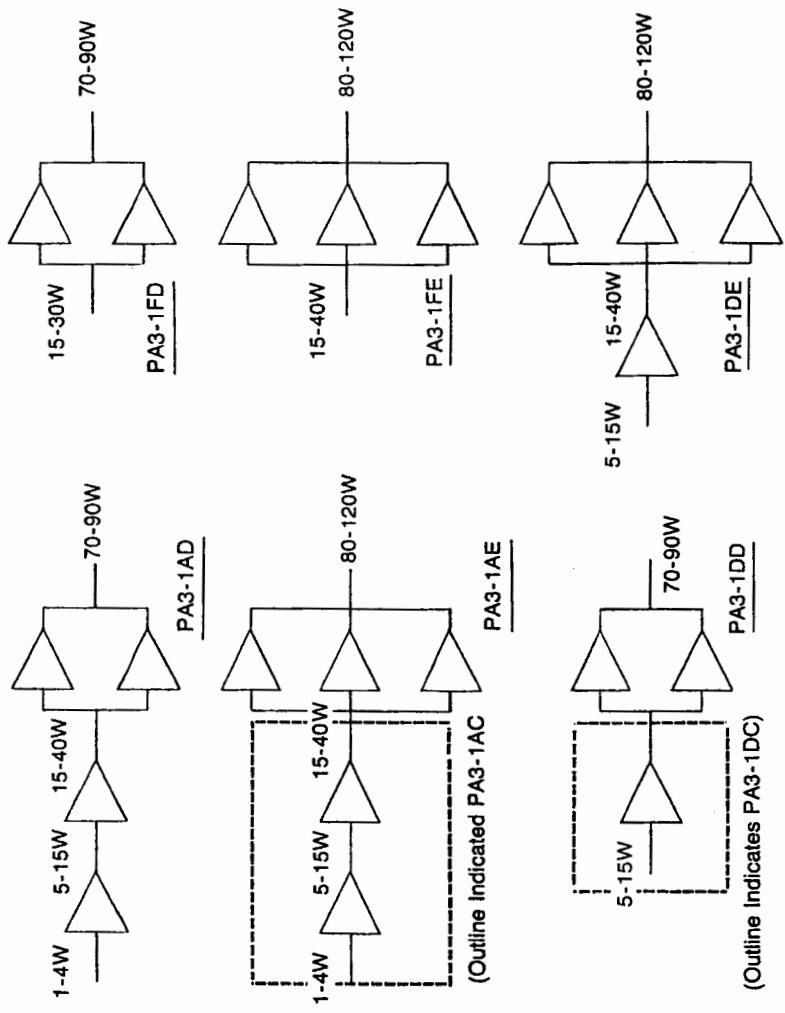 1-4W
5-15W
15-40W
70-90W
PA3-1AD
1-4W
5-15W
15-40W
80-120W
PA3-1AE
(Outline Indicated PA3-1AC
5-15W
70-90W
PA3-1DD
(Outline Indicates PA3-1DC)
15-30W
70-90W
PA3-1FD
15-40W
80-120W
PA3-1FE
5-15W
15-40W
80-120W
PA3-1DE